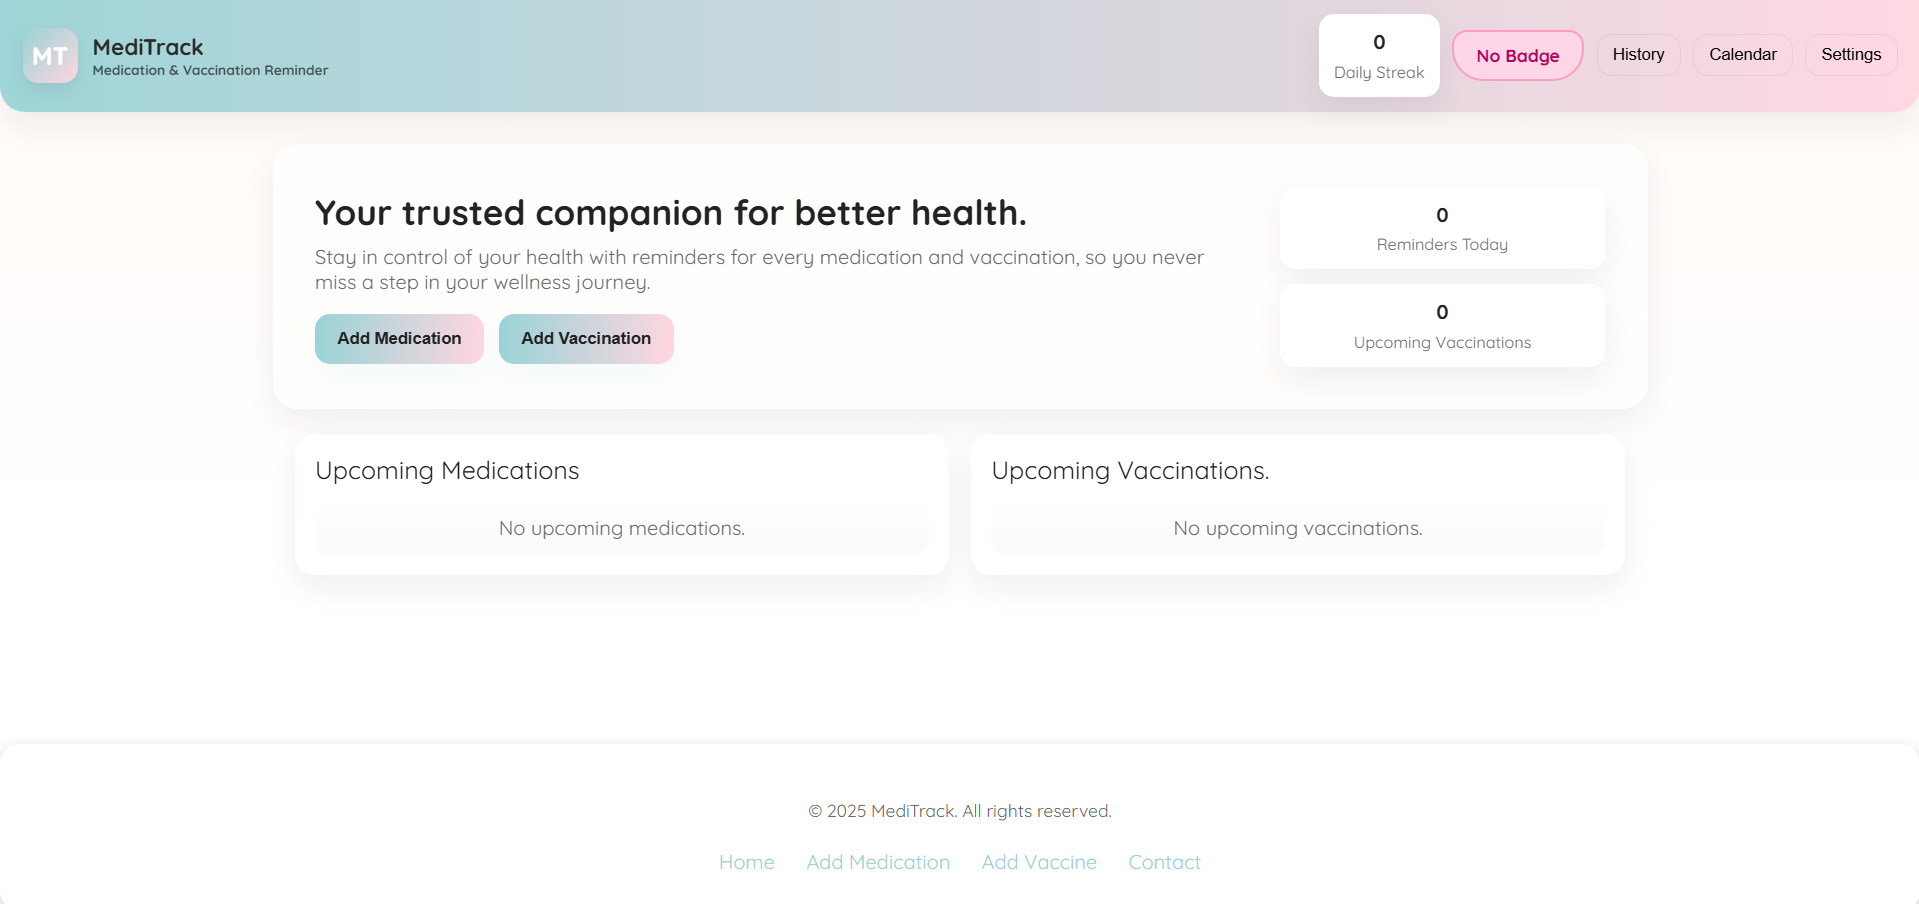 MT
MediTrack
Medication & Vaccination Reminder
0
Daily Streak
No Badge
History
Calendar
Settings
Your trusted companion for better health.
Stay in control of your health with reminders for every medication and vaccination, so you never
miss a step in your wellness journey.
Add Medication
Add Vaccination
0
Reminders Today
0
Upcoming Vaccinations
Upcoming Medications
No upcoming medications.
Upcoming Vaccinations.
No upcoming vaccinations.
© 2025 MediTrack. All rights reserved.
Home
Add Medication
Add Vaccine
Contact